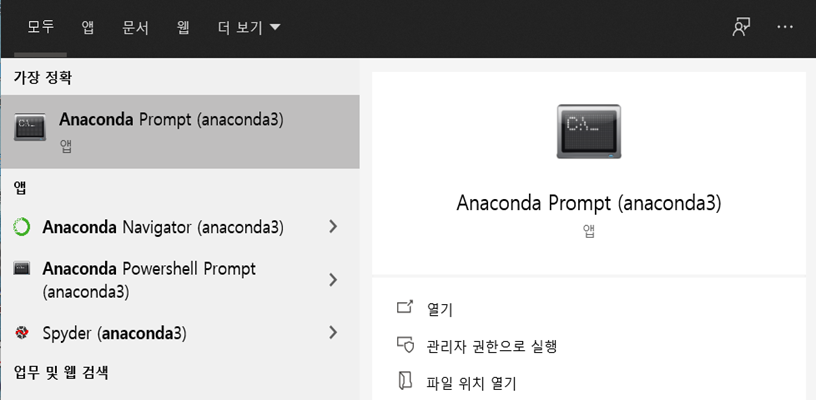 모두 앱 문서 웹 더 보기
가장 정확
Anaconda Prompt (anaconda3)
앱
앱
Anaconda Navigator (anaconda3)
Anaconda Powershell Prompt
(anaconda3)
Spyder (anaconda3)
업무 및 웹 검색
C:\_
Anaconda Prompt (anaconda3)
앱
열기
관리자 권한으로 실행
파일 위치 열기